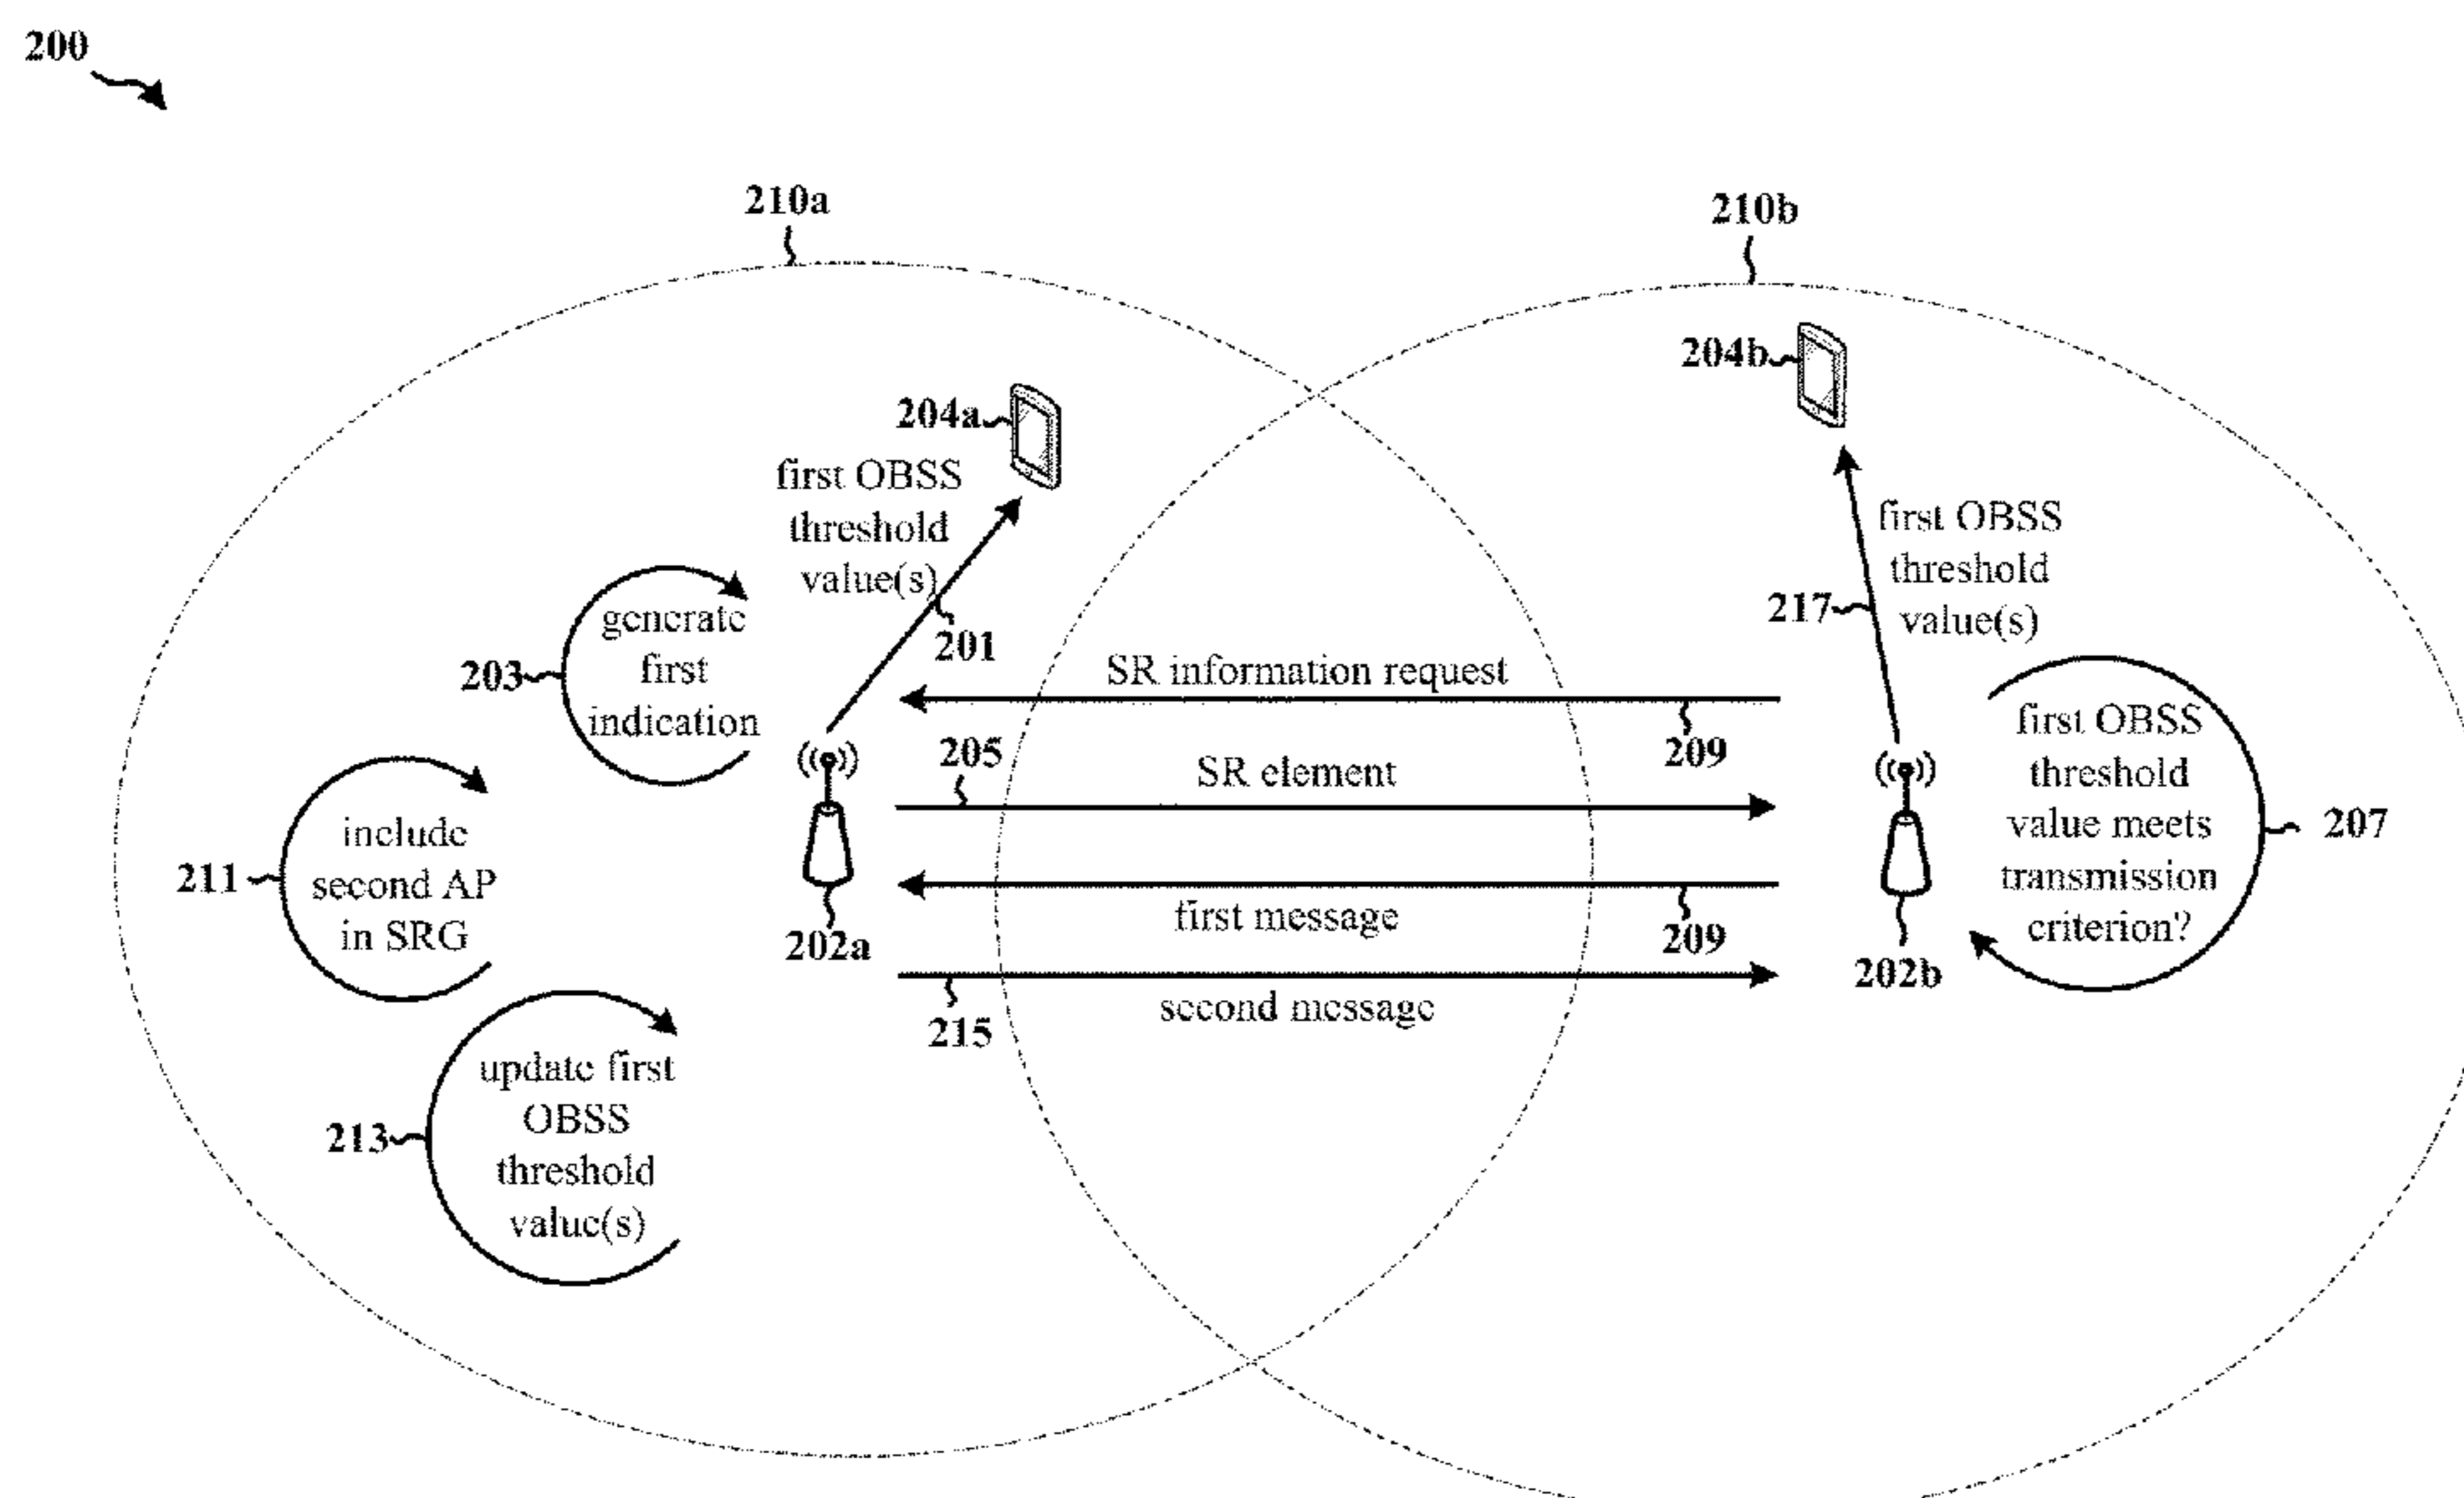 200
210a
210b
204b
204a
first OBSS
threshold
value(s)
201
first OBSS
threshold
value(s)
217
generate
first
indication
203
SR information request
209
205
SR element
first message
209
215
second message
202a
202b
first OBSS
threshold
value meets
transmission
criterion?
207
include
second AP
in SRG
211
update first
OBSS
threshold
value(s)
213